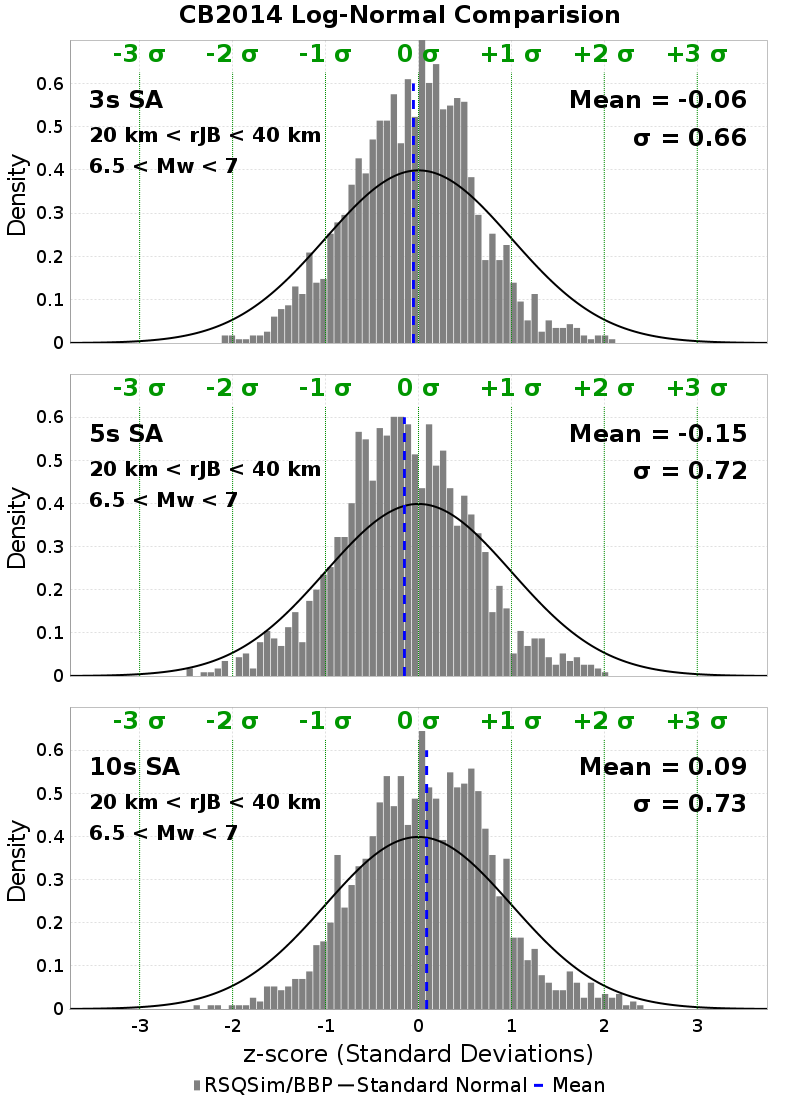 CB2014 Log-Normal Comparision
-3 σ -2 σ -1 σ 0 σ +1 σ +2 σ +3 σ
0.6
3s SA
Mean = -0.06
0.5
20 km < rJB < 40 km
σ = 0.66
6.5 < Mw < 7
0.4
0.3
0.2
0.1
0
Density
-3 σ -2 σ -1 σ 0 σ +1 σ +2 σ +3 σ
0.6
5s SA
Mean = -0.15
0.5
20 km < rJB < 40 km
σ = 0.72
6.5 < Mw < 7
0.4
0.3
0.2
0.1
0
Density
-3 σ -2 σ -1 σ 0 σ +1 σ +2 σ +3 σ
0.6
10s SA
Mean = 0.09
0.5
20 km < rJB < 40 km
σ = 0.73
6.5 < Mw < 7
0.4
0.3
0.2
0.1
0
Density
-3 -2 -1 0 1 2 3
z-score (Standard Deviations)
RSQSim/BBP Standard Normal Mean